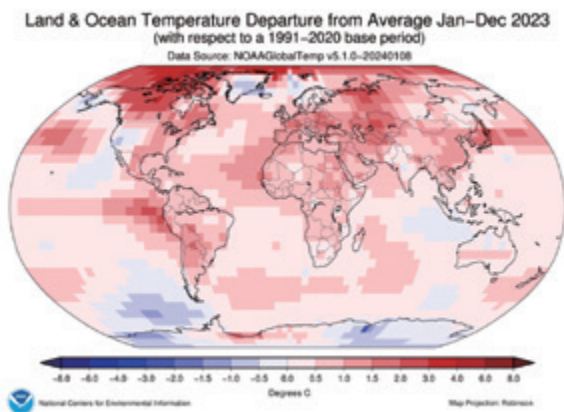 Land & Ocean Temperature Departure from Average Jan–Dec 2023
(with respect to a 1991–2020 base period)
Data Source: NOAAGlobalTemp v5.1.0–20240108
-8.0 -6.0 -4.0 -3.0 -2.0 -1.5 -1.0 -0.5 0.0 0.5 1.0 1.5 2.0 3.0 4.0 6.0 8.0
Degrees C
National Centers for Environmental Information
Map Projection: Robinson